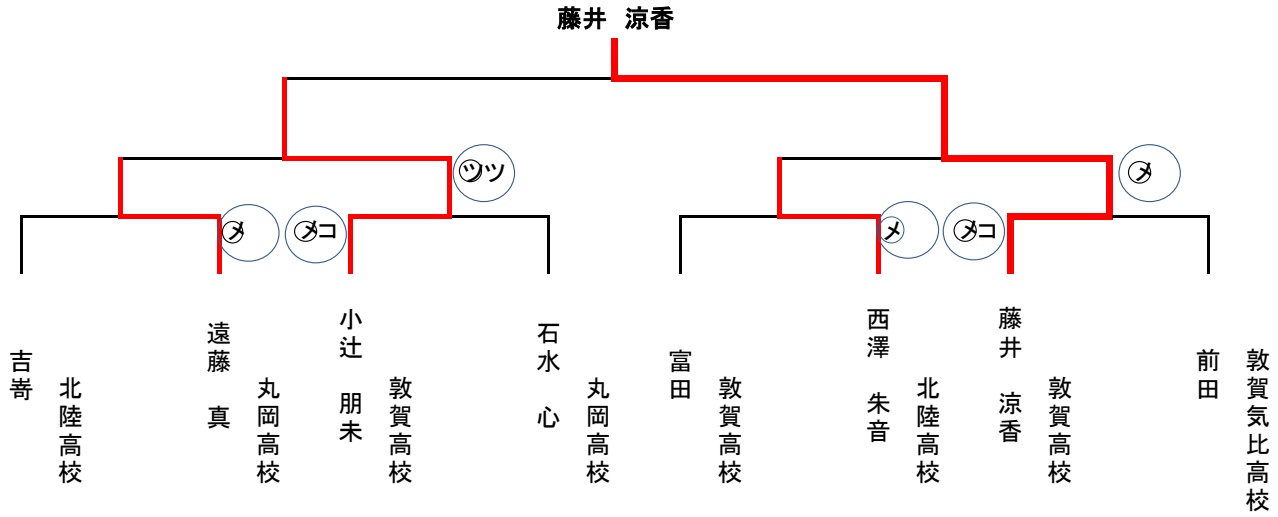 藤井 涼香
ツツ
メ
メ
メコ
メ
メコ
吉嵜
北陸高校
遠藤 真
丸岡高校
小辻 朋未
敦賀高校
石水 心
丸岡高校
富田
敦賀高校
西澤 朱音
北陸高校
藤井 涼香
敦賀高校
前田
敦賀気比高校